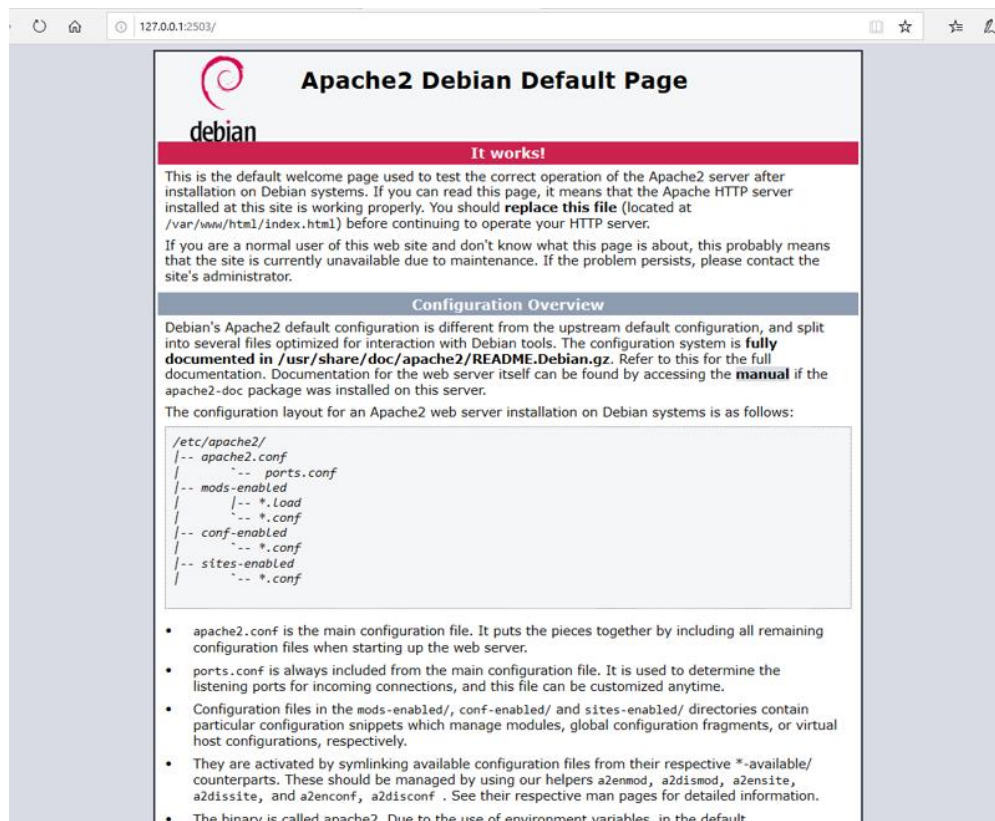 127.0.0.1:2503/
debian
Apache2 Debian Default Page
It works!
This is the default welcome page used to test the correct operation of the Apache2 server after
installation on Debian systems. If you can read this page, it means that the Apache HTTP server
installed at this site is working properly. You should replace this file (located at
/var/www/html/index.html) before continuing to operate your HTTP server.
If you are a normal user of this web site and don't know what this page is about, this probably means
that the site is currently unavailable due to maintenance. If the problem persists, please contact the
site's administrator.
Configuration Overview
Debian's Apache2 default configuration is different from the upstream default configuration, and split
into several files optimized for interaction with Debian tools. The configuration system is fully
documented in /usr/share/doc/apache2/README.Debian.gz. Refer to this for the full
documentation. Documentation for the web server itself can be found by accessing the manual if the
apache2-doc package was installed on this server.
The configuration layout for an Apache2 web server installation on Debian systems is as follows:
/etc/apache2/
|-- apache2.conf
|       `--  ports.conf
|-- mods-enabled
|       |-- *.load
|       `-- *.conf
|-- conf-enabled
|       `-- *.conf
|-- sites-enabled
|       `-- *.conf
• apache2.conf is the main configuration file. It puts the pieces together by including all remaining
configuration files when starting up the web server.
• ports.conf is always included from the main configuration file. It is used to determine the
listening ports for incoming connections, and this file can be customized anytime.
• Configuration files in the mods-enabled/, conf-enabled/ and sites-enabled/ directories contain
particular configuration snippets which manage modules, global configuration fragments, or virtual
host configurations, respectively.
• They are activated by symlinking available configuration files from their respective *-available/
counterparts. These should be managed by using our helpers a2enmod, a2dismod, a2ensite,
a2dissite, and a2enconf, a2disconf . See their respective man pages for detailed information.
• The binary is called apache2. Due to the use of environment variables, in the default